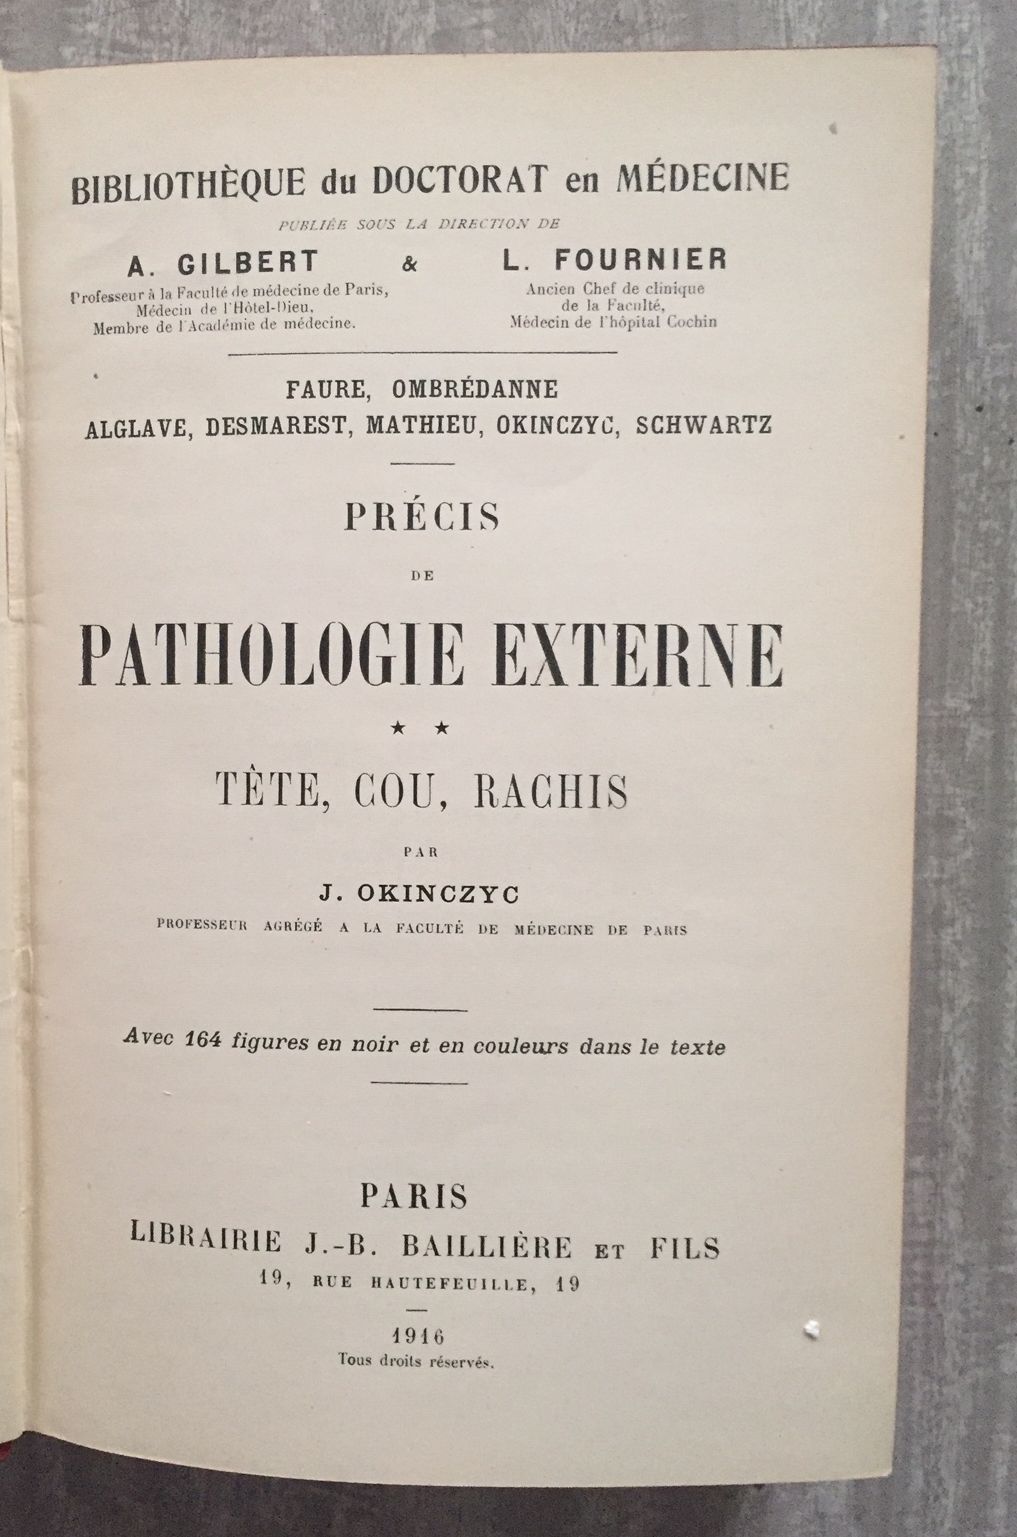 BIBLIOTHÈQUE du DOCTORAT en MÉDECINE
PUBLIÉE SOUS LA DIRECTION DE
A. GILBERT & L. FOURNIER
Professeur à la Faculté de médecine de Paris,
Médecin de l'Hôtel-Dieu,
Membre de l'Académie de médecine.
Ancien Chef de clinique
de la Faculté,
Médecin de l'hôpital Cochin
FAURE, OMBRÉDANNE
ALGLAVE, DESMAREST, MATHIEU, OKINCZYC, SCHWARTZ
PRÉCIS
DE
PATHOLOGIE EXTERNE
★ ★
TÊTE, COU, RACHIS
PAR
J. OKINCZYC
PROFESSEUR AGRÉGÉ A LA FACULTÉ DE MÉDECINE DE PARIS
Avec 164 figures en noir et en couleurs dans le texte
PARIS
LIBRAIRIE J.-B. BAILLIÈRE ET FILS
19, RUE HAUTEFEUILLE, 19
1916
Tous droits réservés.